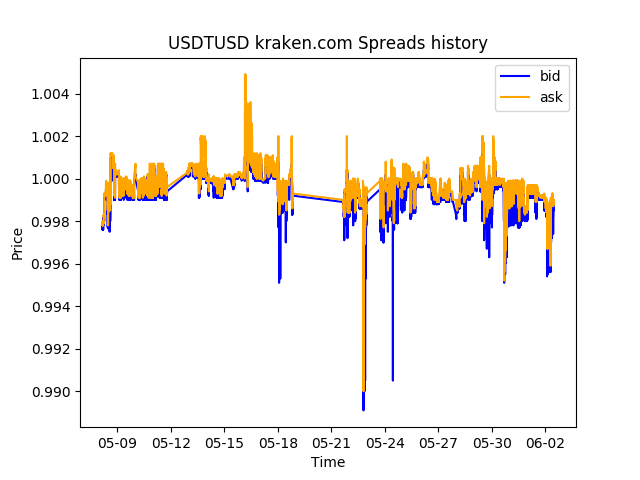 USDTUSD kraken.com Spreads history
bid
ask
1.004
1.002
1.000
0.998
0.996
0.994
0.992
0.990
Price
05-09 05-12 05-15 05-18 05-21 05-24 05-27 05-30 06-02
Time